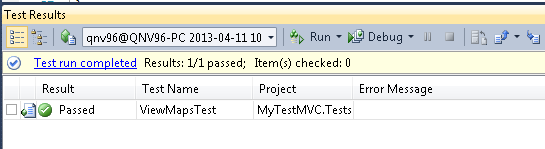 Test Results
qnv96@QNV96-PC 2013-04-11 10 Run Debug
Test run completed Results: 1/1 passed; Item(s) checked: 0
Result Test Name Project Error Message
Passed ViewMapsTest MyTestMVC.Tests